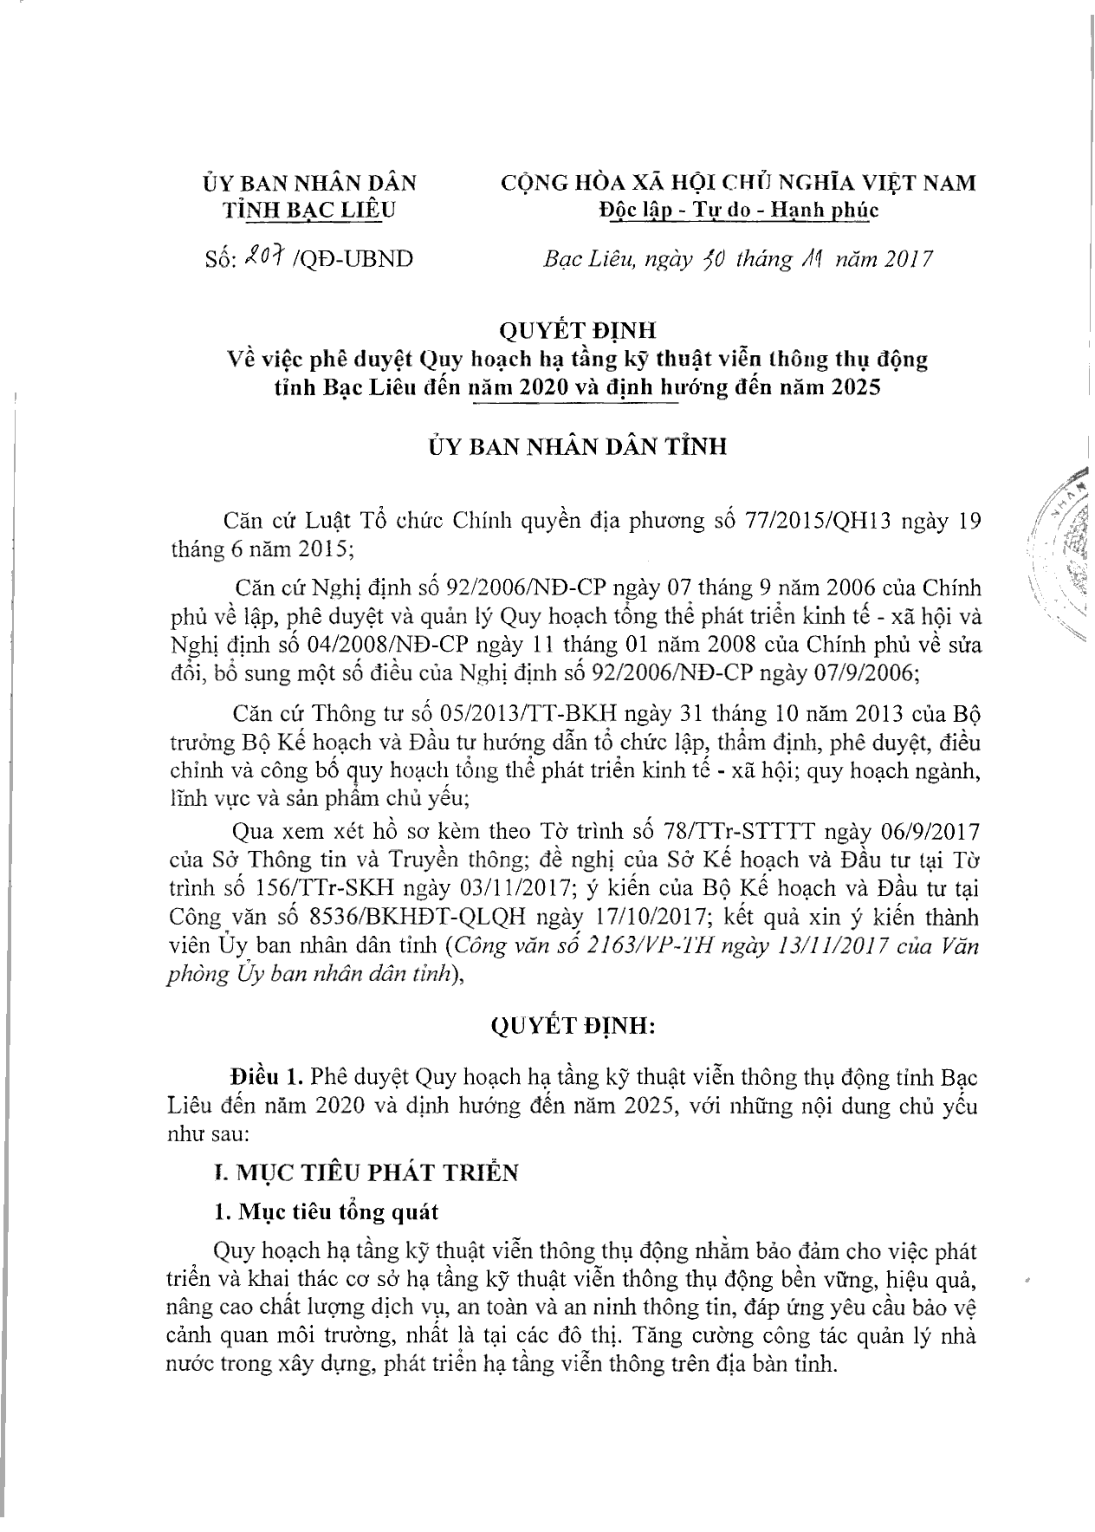 ỦY BAN NHÂN DÂN
TỈNH BẠC LIÊU
CỘNG HÒA XÃ HỘI CHỦ NGHĨA VIỆT NAM
Độc lập - Tự do - Hạnh phúc
Số: 207 /QĐ-UBND
Bạc Liêu, ngày 30 tháng 11 năm 2017
QUYẾT ĐỊNH
Về việc phê duyệt Quy hoạch hạ tầng kỹ thuật viễn thông thụ động
tỉnh Bạc Liêu đến năm 2020 và định hướng đến năm 2025
ỦY BAN NHÂN DÂN TỈNH
Căn cứ Luật Tổ chức Chính quyền địa phương số 77/2015/QH13 ngày 19
tháng 6 năm 2015;
Căn cứ Nghị định số 92/2006/NĐ-CP ngày 07 tháng 9 năm 2006 của Chính
phủ về lập, phê duyệt và quản lý Quy hoạch tổng thể phát triển kinh tế - xã hội và
Nghị định số 04/2008/NĐ-CP ngày 11 tháng 01 năm 2008 của Chính phủ về sửa
đổi, bổ sung một số điều của Nghị định số 92/2006/NĐ-CP ngày 07/9/2006;
Căn cứ Thông tư số 05/2013/TT-BKH ngày 31 tháng 10 năm 2013 của Bộ
trưởng Bộ Kế hoạch và Đầu tư hướng dẫn tổ chức lập, thẩm định, phê duyệt, điều
chỉnh và công bố quy hoạch tổng thể phát triển kinh tế - xã hội; quy hoạch ngành,
lĩnh vực và sản phẩm chủ yếu;
Qua xem xét hồ sơ kèm theo Tờ trình số 78/TTr-STTTT ngày 06/9/2017
của Sở Thông tin và Truyền thông; đề nghị của Sở Kế hoạch và Đầu tư tại Tờ
trình số 156/TTr-SKH ngày 03/11/2017; ý kiến của Bộ Kế hoạch và Đầu tư tại
Công văn số 8536/BKHĐT-QLQH ngày 17/10/2017; kết quả xin ý kiến thành
viên Ủy ban nhân dân tỉnh (Công văn số 2163/VP-TH ngày 13/11/2017 của Văn
phòng Ủy ban nhân dân tỉnh),
QUYẾT ĐỊNH:
Điều 1. Phê duyệt Quy hoạch hạ tầng kỹ thuật viễn thông thụ động tỉnh Bạc
Liêu đến năm 2020 và định hướng đến năm 2025, với những nội dung chủ yếu
như sau:
I. MỤC TIÊU PHÁT TRIỂN
1. Mục tiêu tổng quát
Quy hoạch hạ tầng kỹ thuật viễn thông thụ động nhằm bảo đảm cho việc phát
triển và khai thác cơ sở hạ tầng kỹ thuật viễn thông thụ động bền vững, hiệu quả,
nâng cao chất lượng dịch vụ, an toàn và an ninh thông tin, đáp ứng yêu cầu bảo vệ
cảnh quan môi trường, nhất là tại các đô thị. Tăng cường công tác quản lý nhà
nước trong xây dựng, phát triển hạ tầng viễn thông trên địa bàn tỉnh.
NHÂN